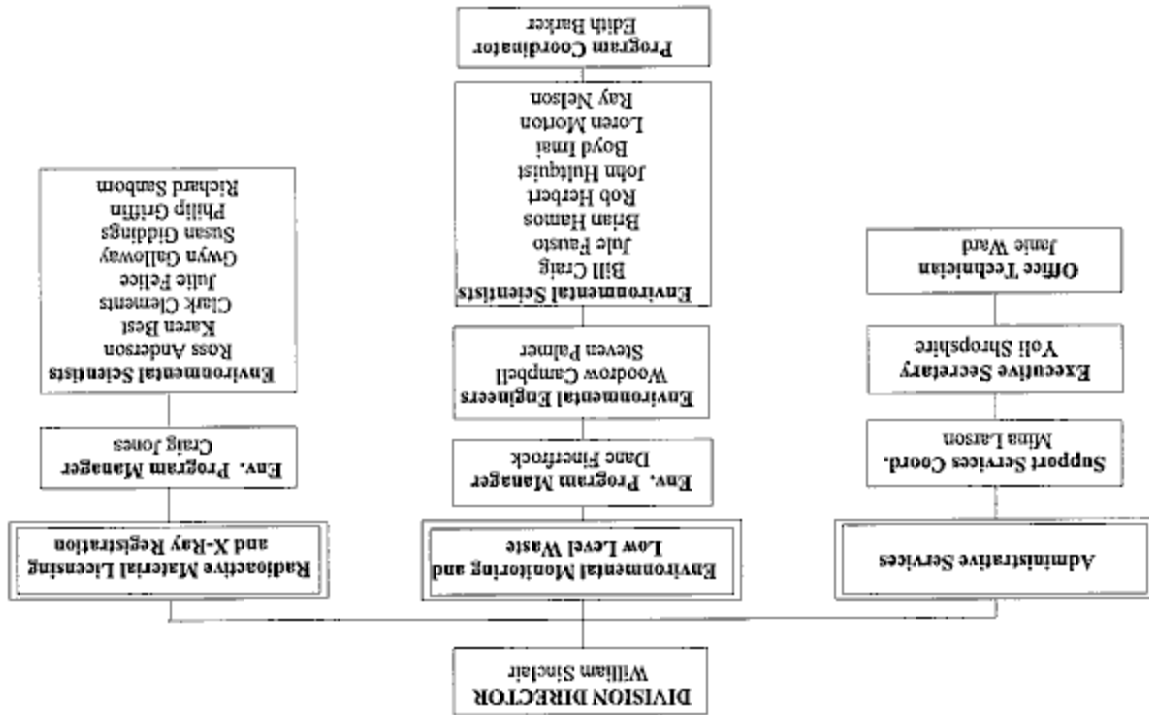 DIVISION DIRECTOR
William Sinclair
Administrative Services
Support Services Coord.
Mina Larson
Executive Secretary
Yoli Shropshire
Office Technician
Janie Ward
Environmental Monitoring and
Low Level Waste
Env. Program Manager
Dane Finerfrock
Environmental Engineers
Woodrow Campbell
Steven Palmer
Environmental Scientists
Bill Craig
Jule Fausto
Brian Hamos
Rob Herbert
John Hultquist
Boyd Imai
Loren Morton
Ray Nelson
Program Coordinator
Edith Barker
Radioactive Material Licensing
and X-Ray Registration
Env. Program Manager
Craig Jones
Environmental Scientists
Ross Anderson
Karen Best
Clark Clements
Julie Felice
Gwyn Galloway
Susan Giddings
Philip Griffin
Richard Sanborn